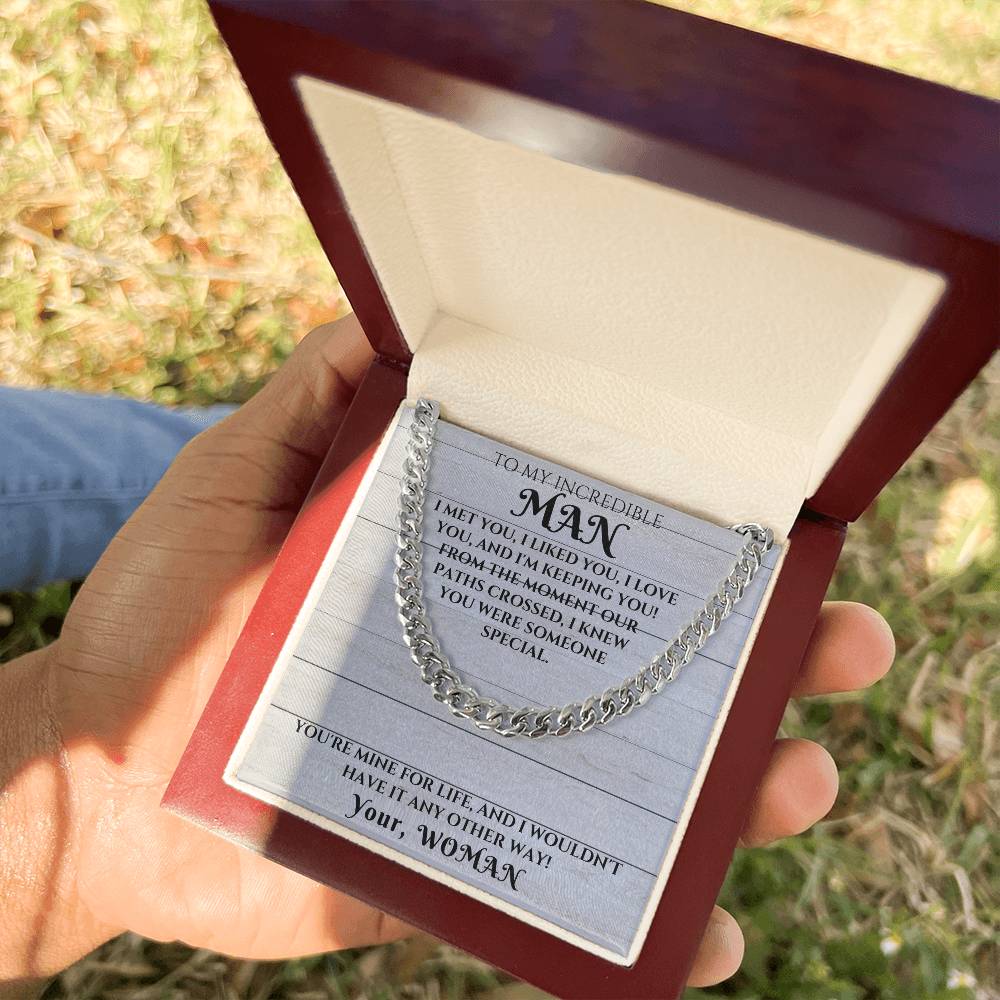 TO MY INCREDIBLE
MAN
I MET YOU, I LIKED YOU, I LOVE
YOU. AND I'M KEEPING YOU!
FROM THE MOMENT OUR
PATHS CROSSED, I KNEW
YOU WERE SOMEONE
SPECIAL.
YOU'RE MINE FOR LIFE, AND I WOULDN'T
HAVE IT ANY OTHER WAY!
Your, WOMAN